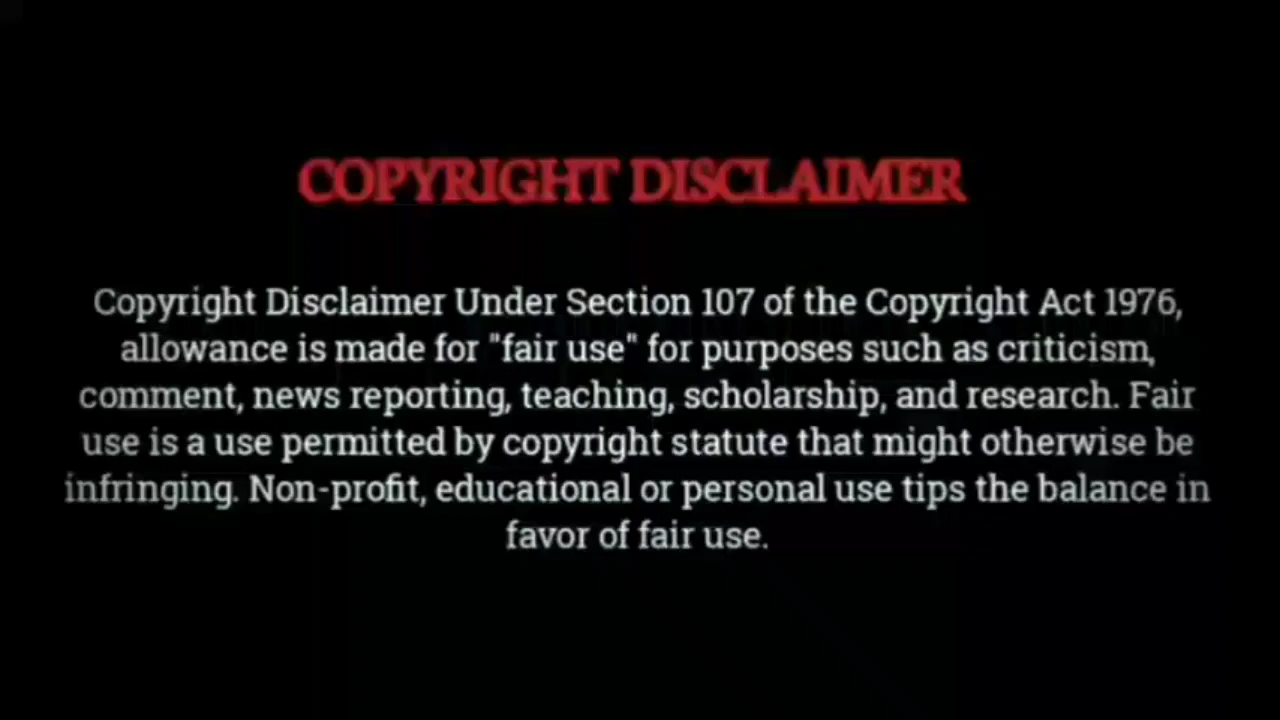 COPYRIGHT DISCLAIMER
Copyright Disclaimer Under Section 107 of the Copyright Act 1976,
allowance is made for "fair use" for purposes such as criticism,
comment, news reporting, teaching, scholarship, and research. Fair
use is a use permitted by copyright statute that might otherwise be
infringing. Non-profit, educational or personal use tips the balance in
favor of fair use.